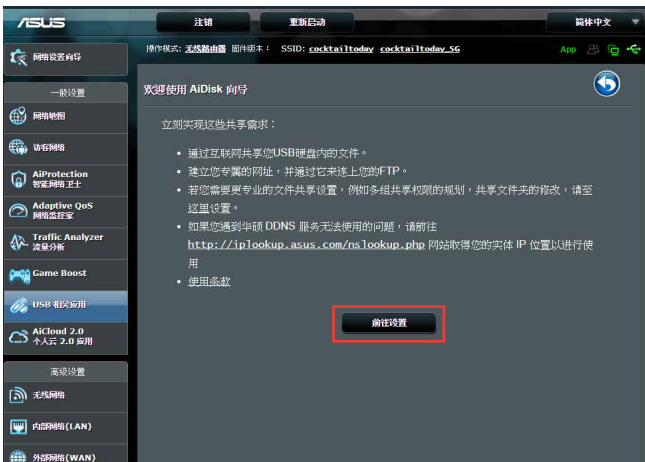 ASUS
注销
重新启动
简体中文
操作模式: 无线路由器 固件版本: SSID: cocktailtoday cocktailtoday_5G
App
网络设置向导
一般设置
网络地图
访客网络
AiProtection
智能网络卫士
Adaptive QoS
网络监控家
Traffic Analyzer
流量分析
Game Boost
USB 相关应用
AiCloud 2.0
个人云 2.0 应用
高级设置
无线网络
内部网络(LAN)
外部网络(WAN)
欢迎使用 AiDisk 向导
立刻实现这些共享需求：
• 通过互联网共享您USB硬盘内的文件。
• 建立您专属的网址，并通过它来连上您的FTP。
• 若您需要更专业的文件共享设置，例如多组共享权限的规划，共享文件夹的修改，请至
这里设置。
• 如果您遇到华硕 DDNS 服务无法使用的问题，请前往
http://iplookup.asus.com/nslookup.php 网站取得您的实体 IP 位置以进行使
用
• 使用条款
前往设置